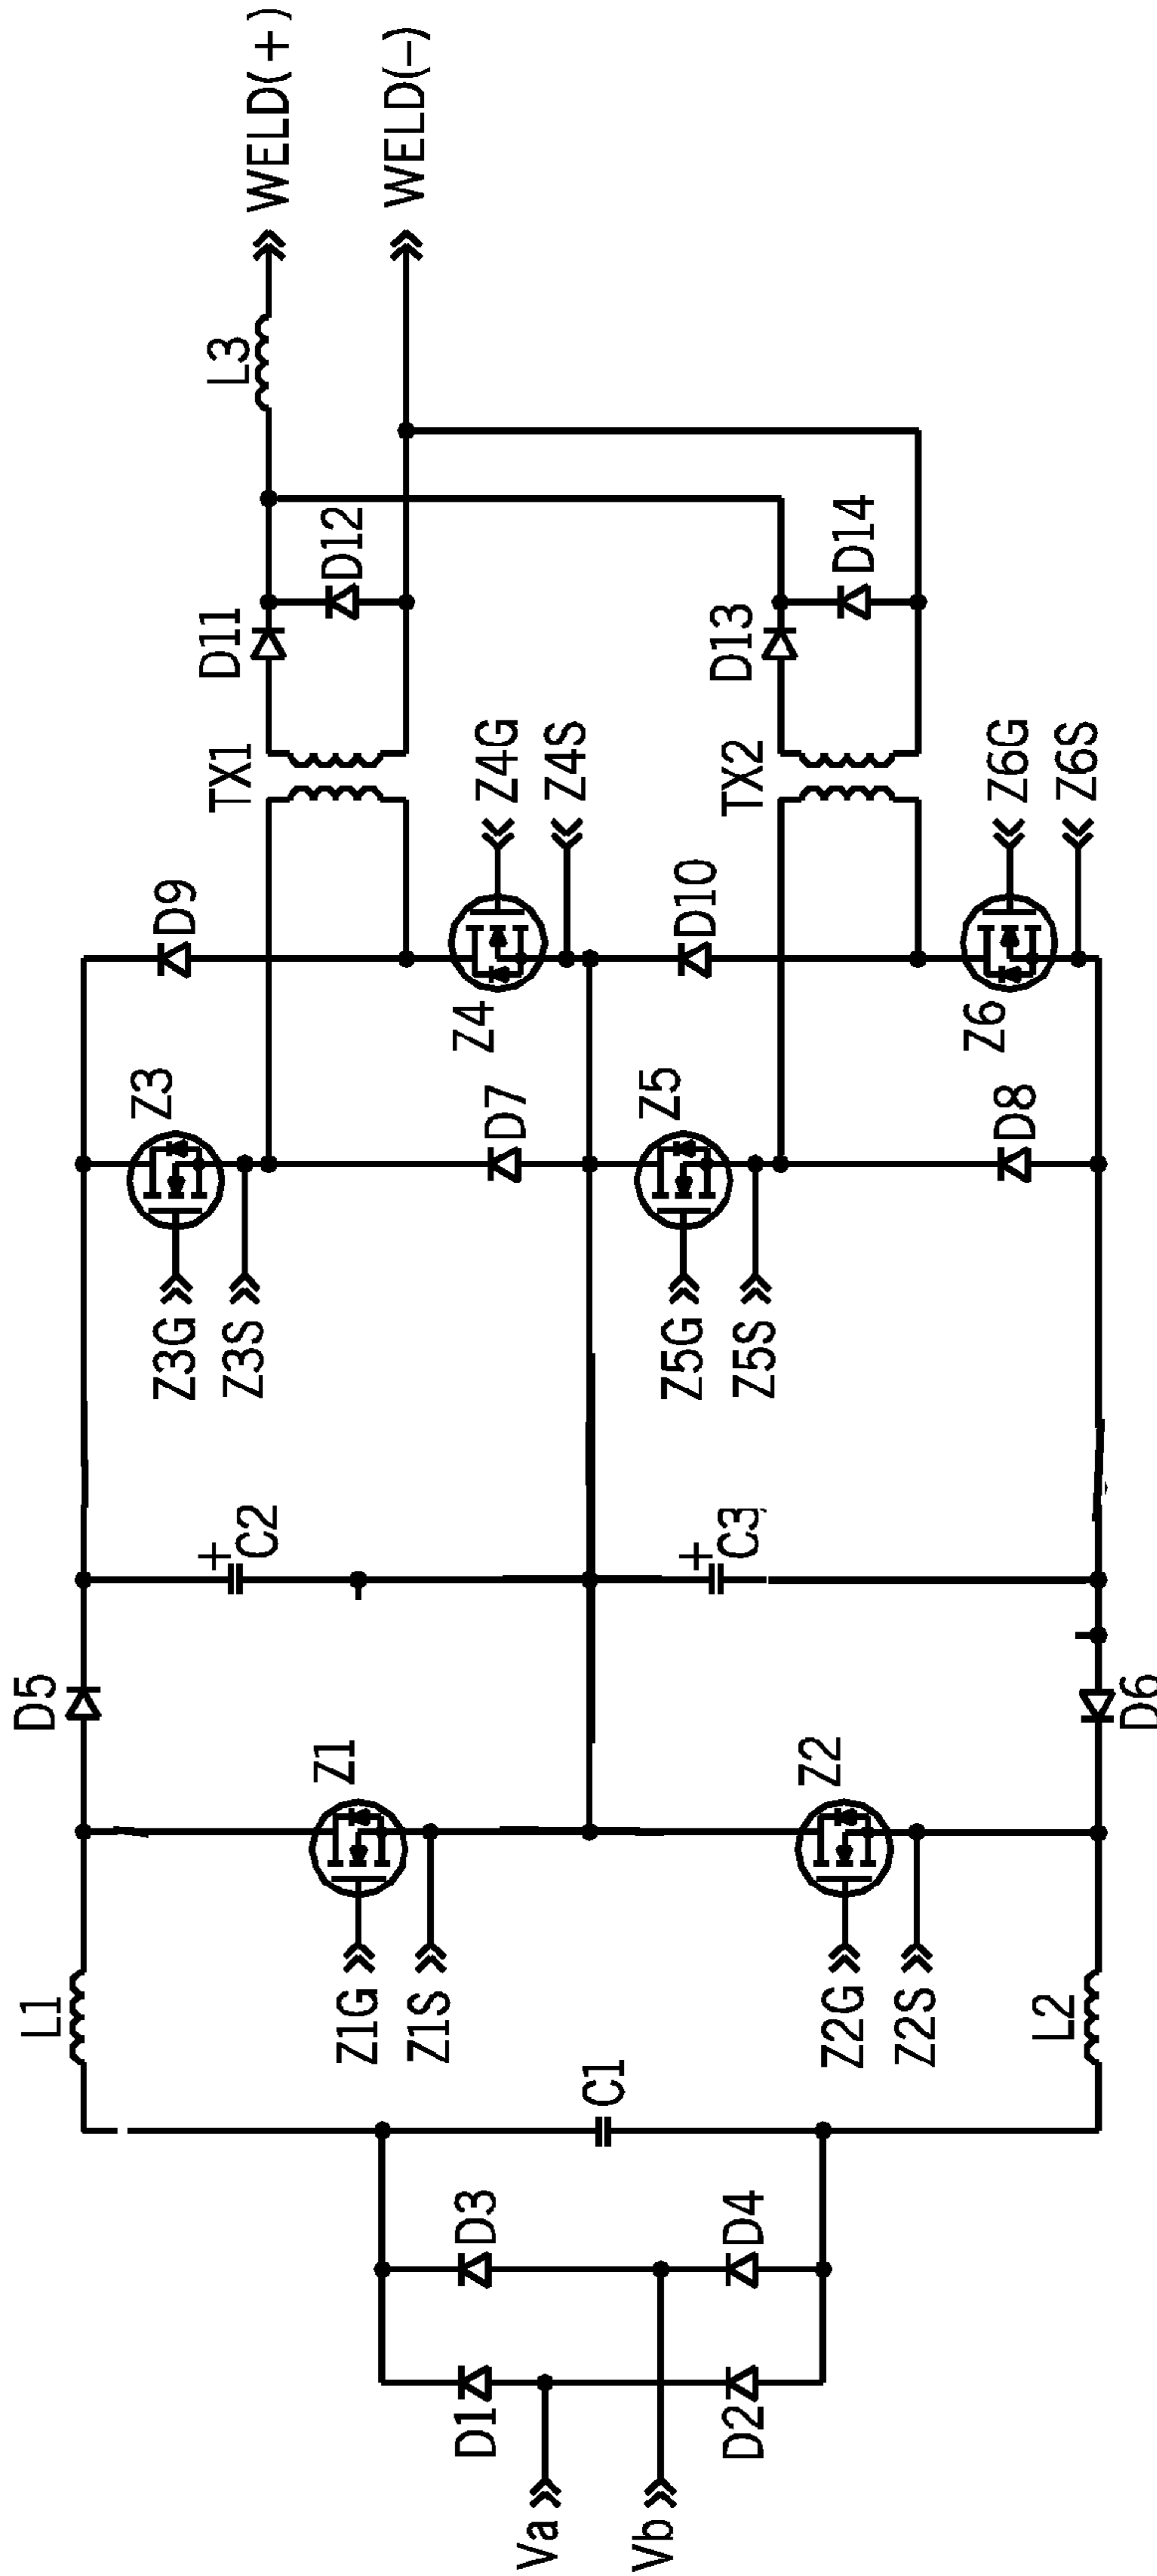 WELD(+)
WELD(-)
L3
D12
D14
D11
D13
TX1
TX2
Z4G
Z4S
Z6G
Z6S
D9
D10
Z4
Z6
Z3
Z5
D7
D8
Z3G
Z3S
Z5G
Z5S
+
C2
+
C3
D5
D6
Z1
Z2
L1
L2
Z1G
Z1S
Z2G
Z2S
C1
D3
D4
D1
D2
Va
Vb